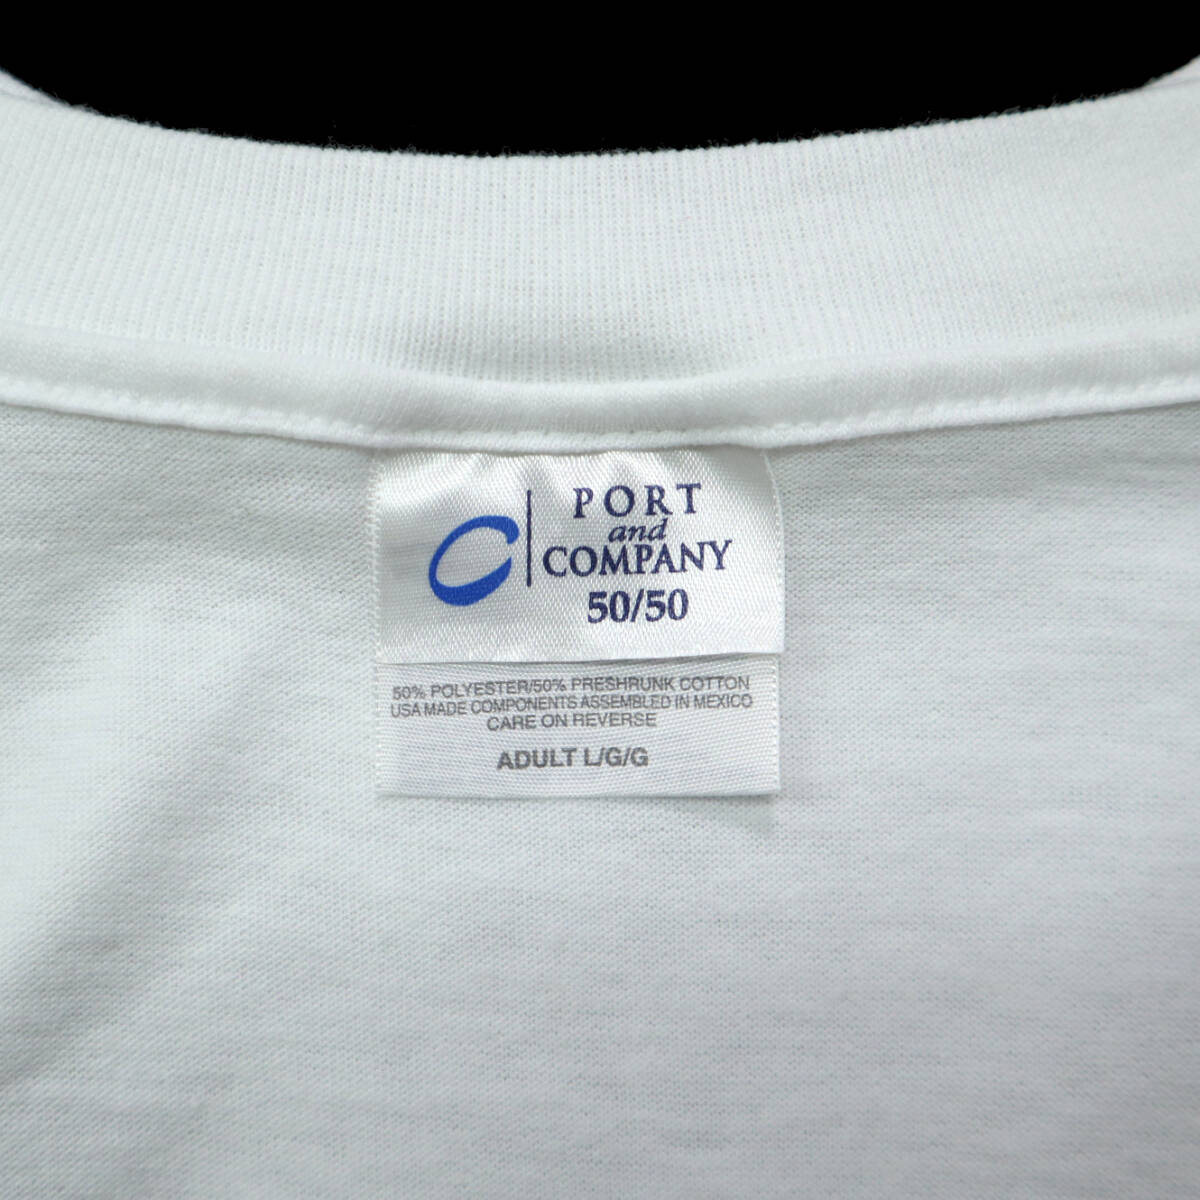 PORT
and
COMPANY
50/50
50% POLYESTER/50% PRESHRUNK COTTON
USA MADE COMPONENTS ASSEMBLED IN MEXICO
CARE ON REVERSE
ADULT L/G/G